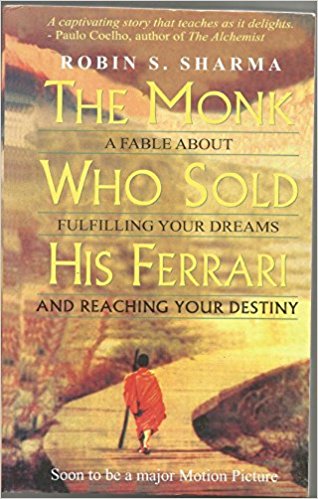 A captivating story that teaches as it delights.
- Paulo Coelho, author of The Alchemist
ROBIN S. SHARMA
THE MONK
A FABLE ABOUT
WHO SOLD
FULFILLING YOUR DREAMS
HIS FERRARI
AND REACHING YOUR DESTINY
Soon to be a major Motion Picture